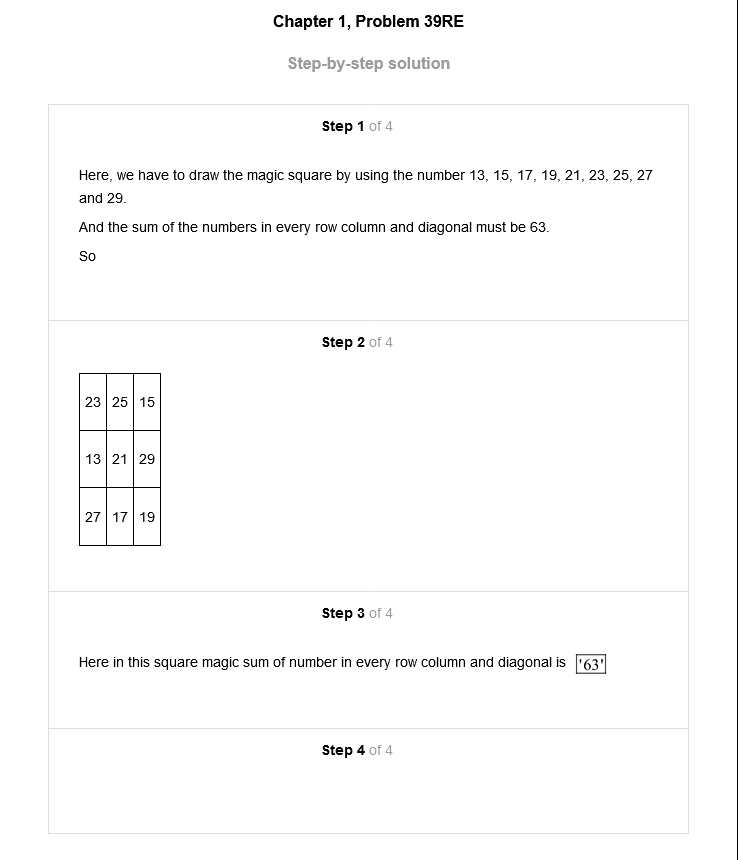 Chapter 1, Problem 39RE
Step-by-step solution
Step 1 of 4
Here, we have to draw the magic square by using the number 13, 15, 17, 19, 21, 23, 25, 27
and 29.
And the sum of the numbers in every row column and diagonal must be 63.
So
Step 2 of 4
23 25 15
13 21 29
27 17 19
Step 3 of 4
Here in this square magic sum of number in every row column and diagonal is '63'
Step 4 of 4